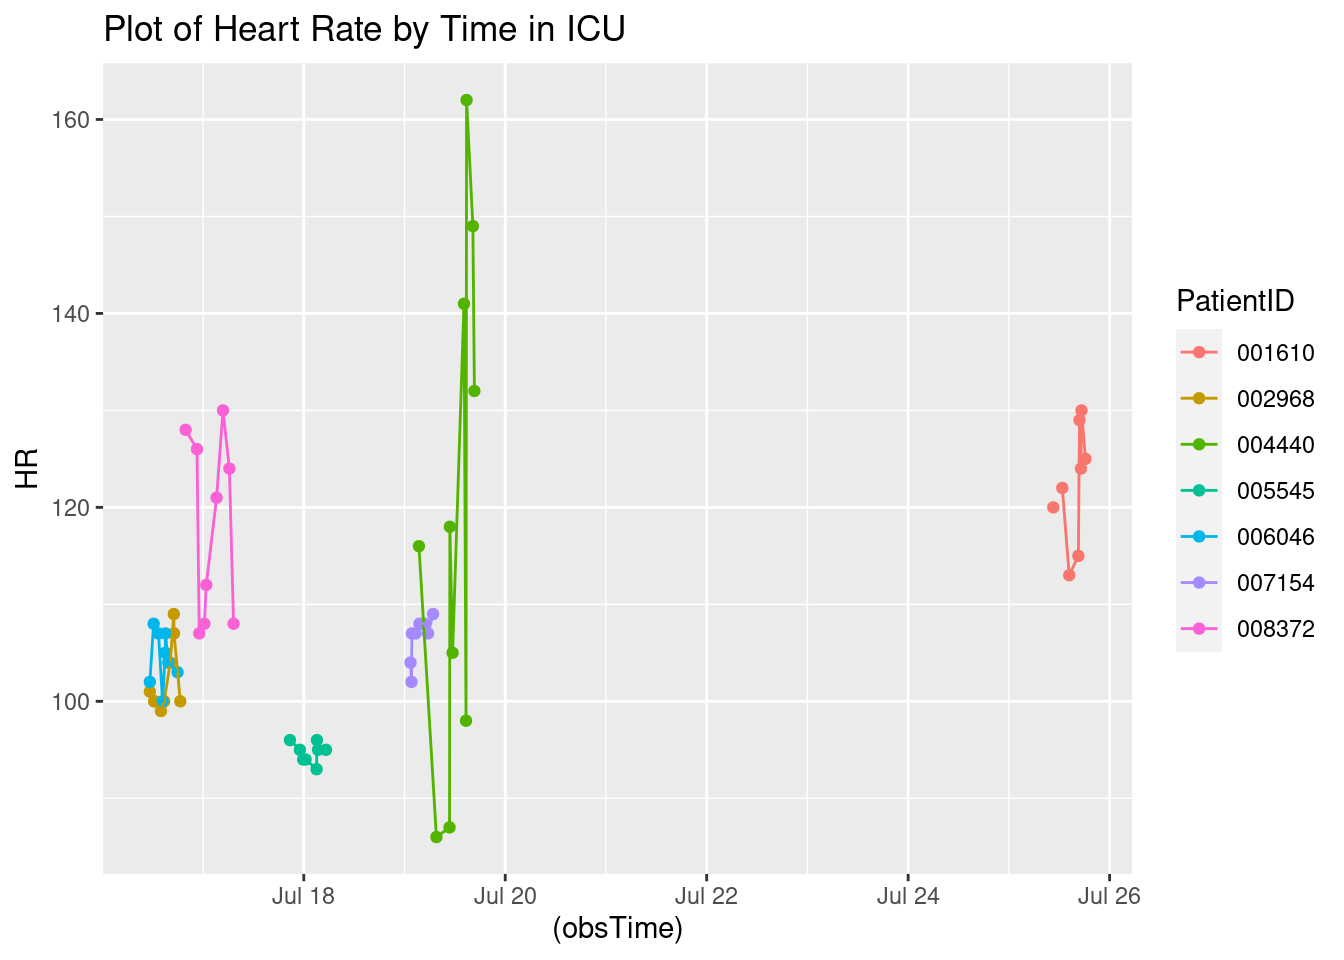 Plot of Heart Rate by Time in ICU
160
140
120
100
HR
Jul 18
Jul 20
Jul 22
Jul 24
Jul 26
(obsTime)
PatientID
001610
002968
004440
005545
006046
007154
008372